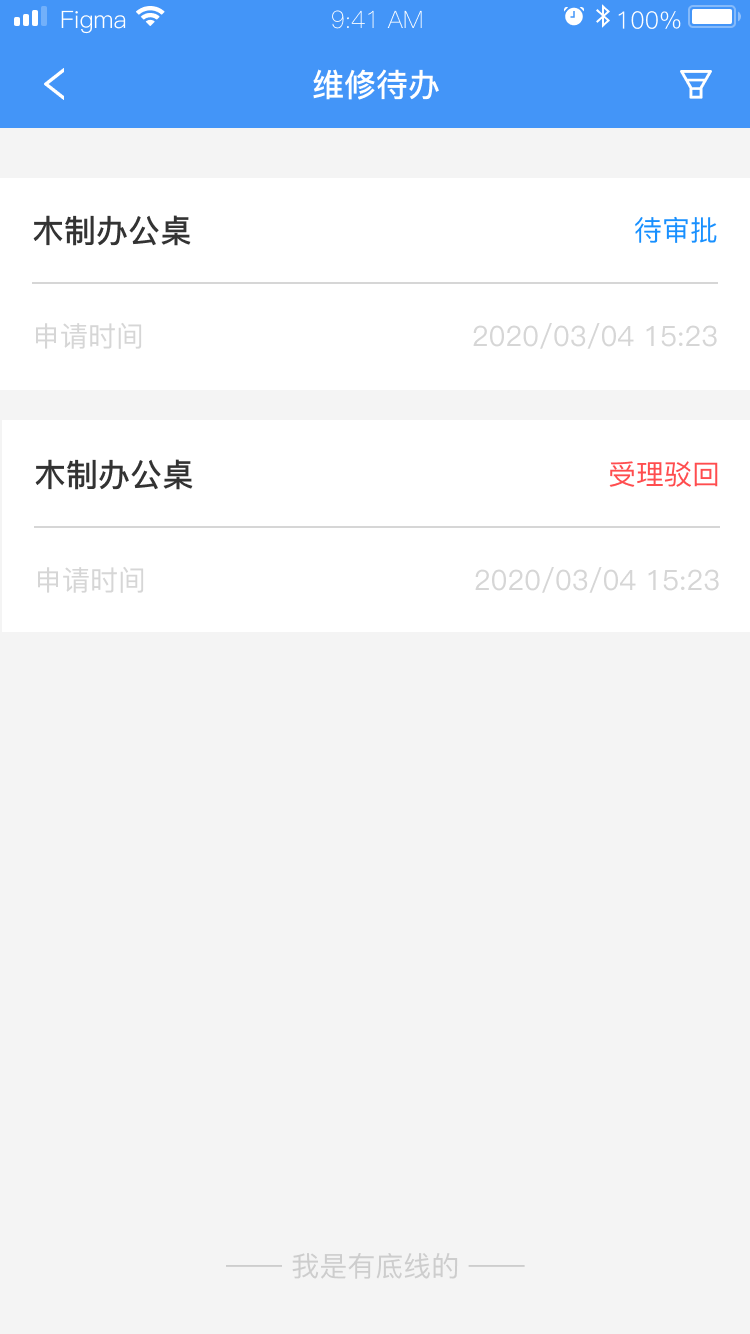 Figma 9:41 AM 100%
维修待办
木制办公桌 待审批
申请时间 2020/03/04 15:23
木制办公桌 受理驳回
申请时间 2020/03/04 15:23
我是有底线的